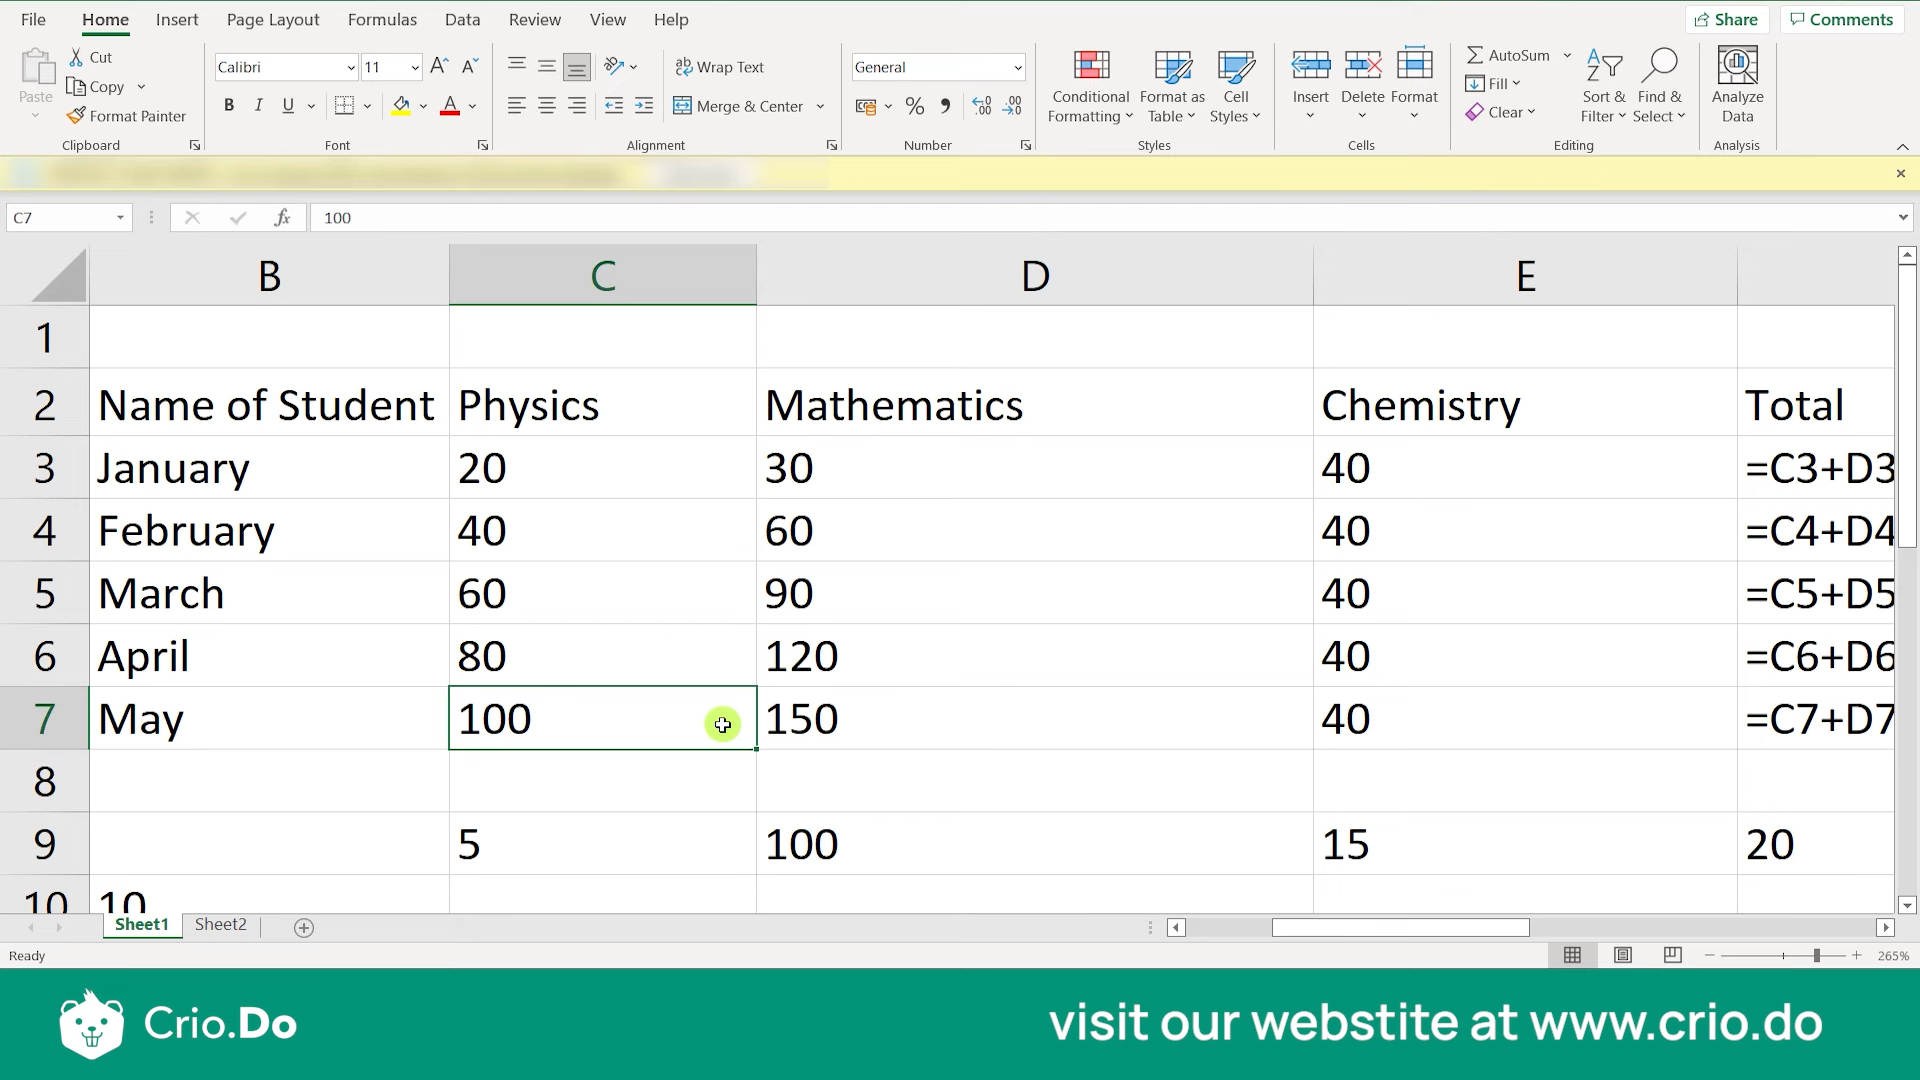 File Home Insert Page Layout Formulas Data Review View Help Share Comments
Paste Cut Copy Format Painter Clipboard
Calibri 11 B I U A Font
Wrap Text Merge & Center Alignment
General % Number
Conditional Formatting Format as Table Cell Styles Styles
Insert Delete Format Cells
AutoSum Fill Clear Sort & Filter Find & Select Editing
Analyze Data Analysis
C7 fx 100
B C D E
1
2 Name of Student Physics Mathematics Chemistry Total
3 January 20 30 40 =C3+D3
4 February 40 60 40 =C4+D4
5 March 60 90 40 =C5+D5
6 April 80 120 40 =C6+D6
7 May 100 150 40 =C7+D7
8
9 5 100 15 20
10 10
Sheet1 Sheet2
Ready 265%
Crio.Do visit our webstite at www.crio.do